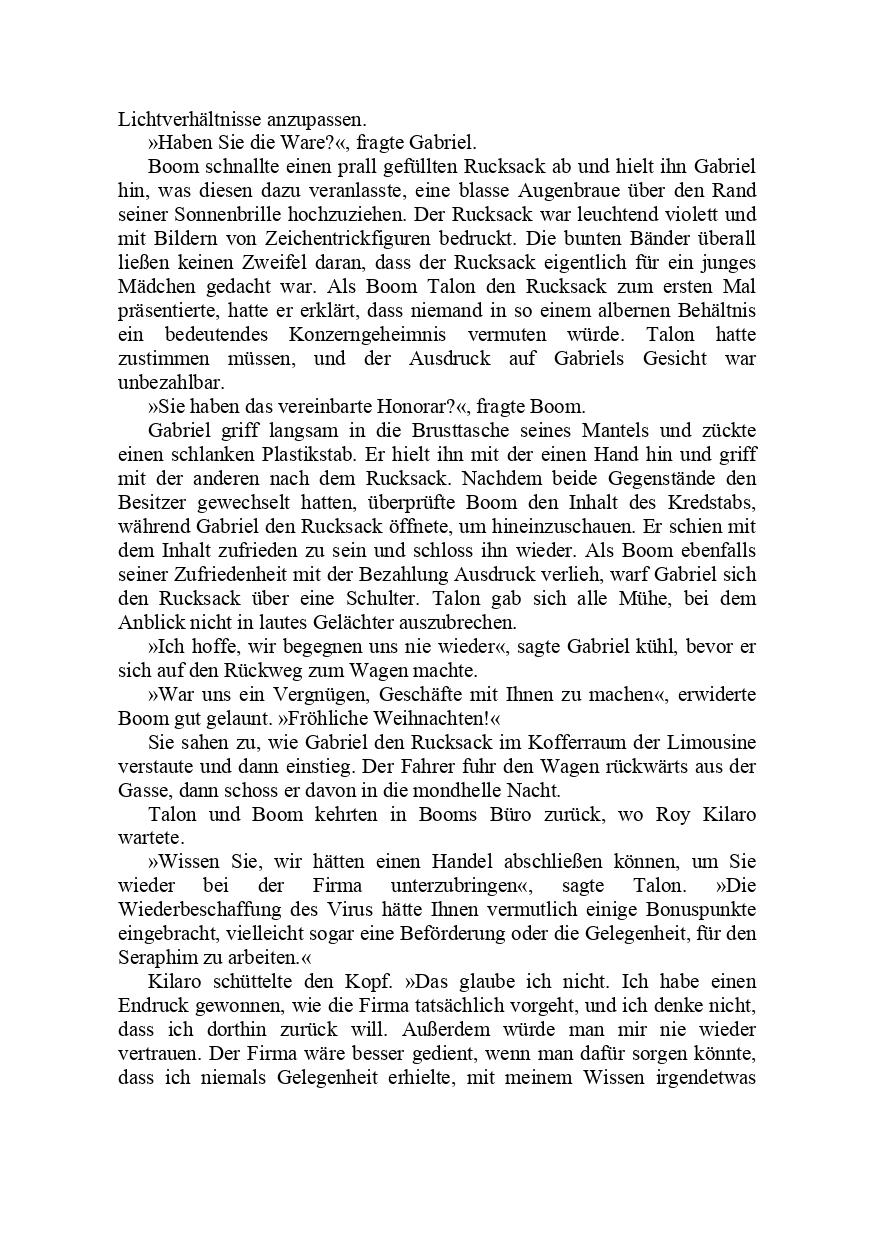 Lichtverhältnisse anzupassen.
»Haben Sie die Ware?«, fragte Gabriel.
Boom schnallte einen prall gefüllten Rucksack ab und hielt ihn Gabriel
hin, was diesen dazu veranlasste, eine blasse Augenbraue über den Rand
seiner Sonnenbrille hochzuziehen. Der Rucksack war leuchtend violett und
mit Bildern von Zeichentrickfiguren bedruckt. Die bunten Bänder überall
ließen keinen Zweifel daran, dass der Rucksack eigentlich für ein junges
Mädchen gedacht war. Als Boom Talon den Rucksack zum ersten Mal
präsentierte, hatte er erklärt, dass niemand in so einem albernen Behältnis
ein bedeutendes Konzerngeheimnis vermuten würde. Talon hatte
zustimmen müssen, und der Ausdruck auf Gabriels Gesicht war
unbezahlbar.
»Sie haben das vereinbarte Honorar?«, fragte Boom.
Gabriel griff langsam in die Brusttasche seines Mantels und zückte
einen schlanken Plastikstab. Er hielt ihn mit der einen Hand hin und griff
mit der anderen nach dem Rucksack. Nachdem beide Gegenstände den
Besitzer gewechselt hatten, überprüfte Boom den Inhalt des Kredstabs,
während Gabriel den Rucksack öffnete, um hineinzuschauen. Er schien mit
dem Inhalt zufrieden zu sein und schloss ihn wieder. Als Boom ebenfalls
seiner Zufriedenheit mit der Bezahlung Ausdruck verlieh, warf Gabriel sich
den Rucksack über eine Schulter. Talon gab sich alle Mühe, bei dem
Anblick nicht in lautes Gelächter auszubrechen.
»Ich hoffe, wir begegnen uns nie wieder«, sagte Gabriel kühl, bevor er
sich auf den Rückweg zum Wagen machte.
»War uns ein Vergnügen, Geschäfte mit Ihnen zu machen«, erwiderte
Boom gut gelaunt. »Fröhliche Weihnachten!«
Sie sahen zu, wie Gabriel den Rucksack im Kofferraum der Limousine
verstaute und dann einstieg. Der Fahrer fuhr den Wagen rückwärts aus der
Gasse, dann schoss er davon in die mondhelle Nacht.
Talon und Boom kehrten in Booms Büro zurück, wo Roy Kilaro
wartete.
»Wissen Sie, wir hätten einen Handel abschließen können, um Sie
wieder bei der Firma unterzubringen«, sagte Talon. »Die
Wiederbeschaffung des Virus hätte Ihnen vermutlich einige Bonuspunkte
eingebracht, vielleicht sogar eine Beförderung oder die Gelegenheit, für den
Seraphim zu arbeiten.«
Kilaro schüttelte den Kopf. »Das glaube ich nicht. Ich habe einen
Endruck gewonnen, wie die Firma tatsächlich vorgeht, und ich denke nicht,
dass ich dorthin zurück will. Außerdem würde man mir nie wieder
vertrauen. Der Firma wäre besser gedient, wenn man dafür sorgen könnte,
dass ich niemals Gelegenheit erhielte, mit meinem Wissen irgendetwas